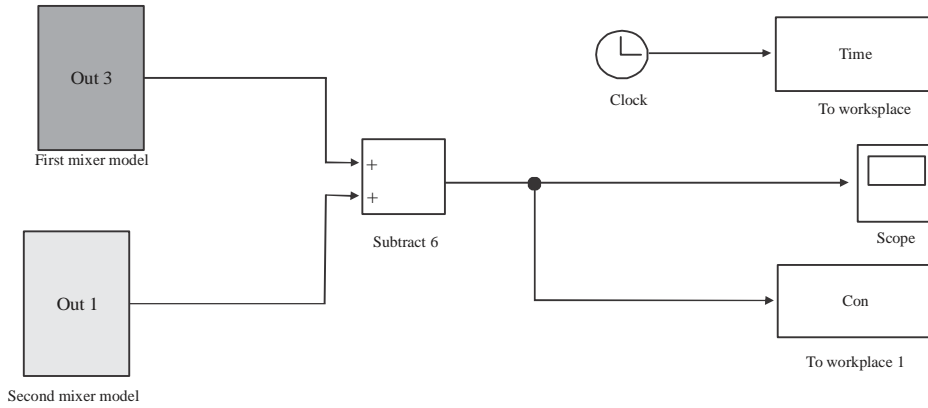 Out 3
First mixer model
+
+
Subtract 6
Out 1
Second mixer model
Clock
Time
To worksplace
Scope
Con
To workplace 1